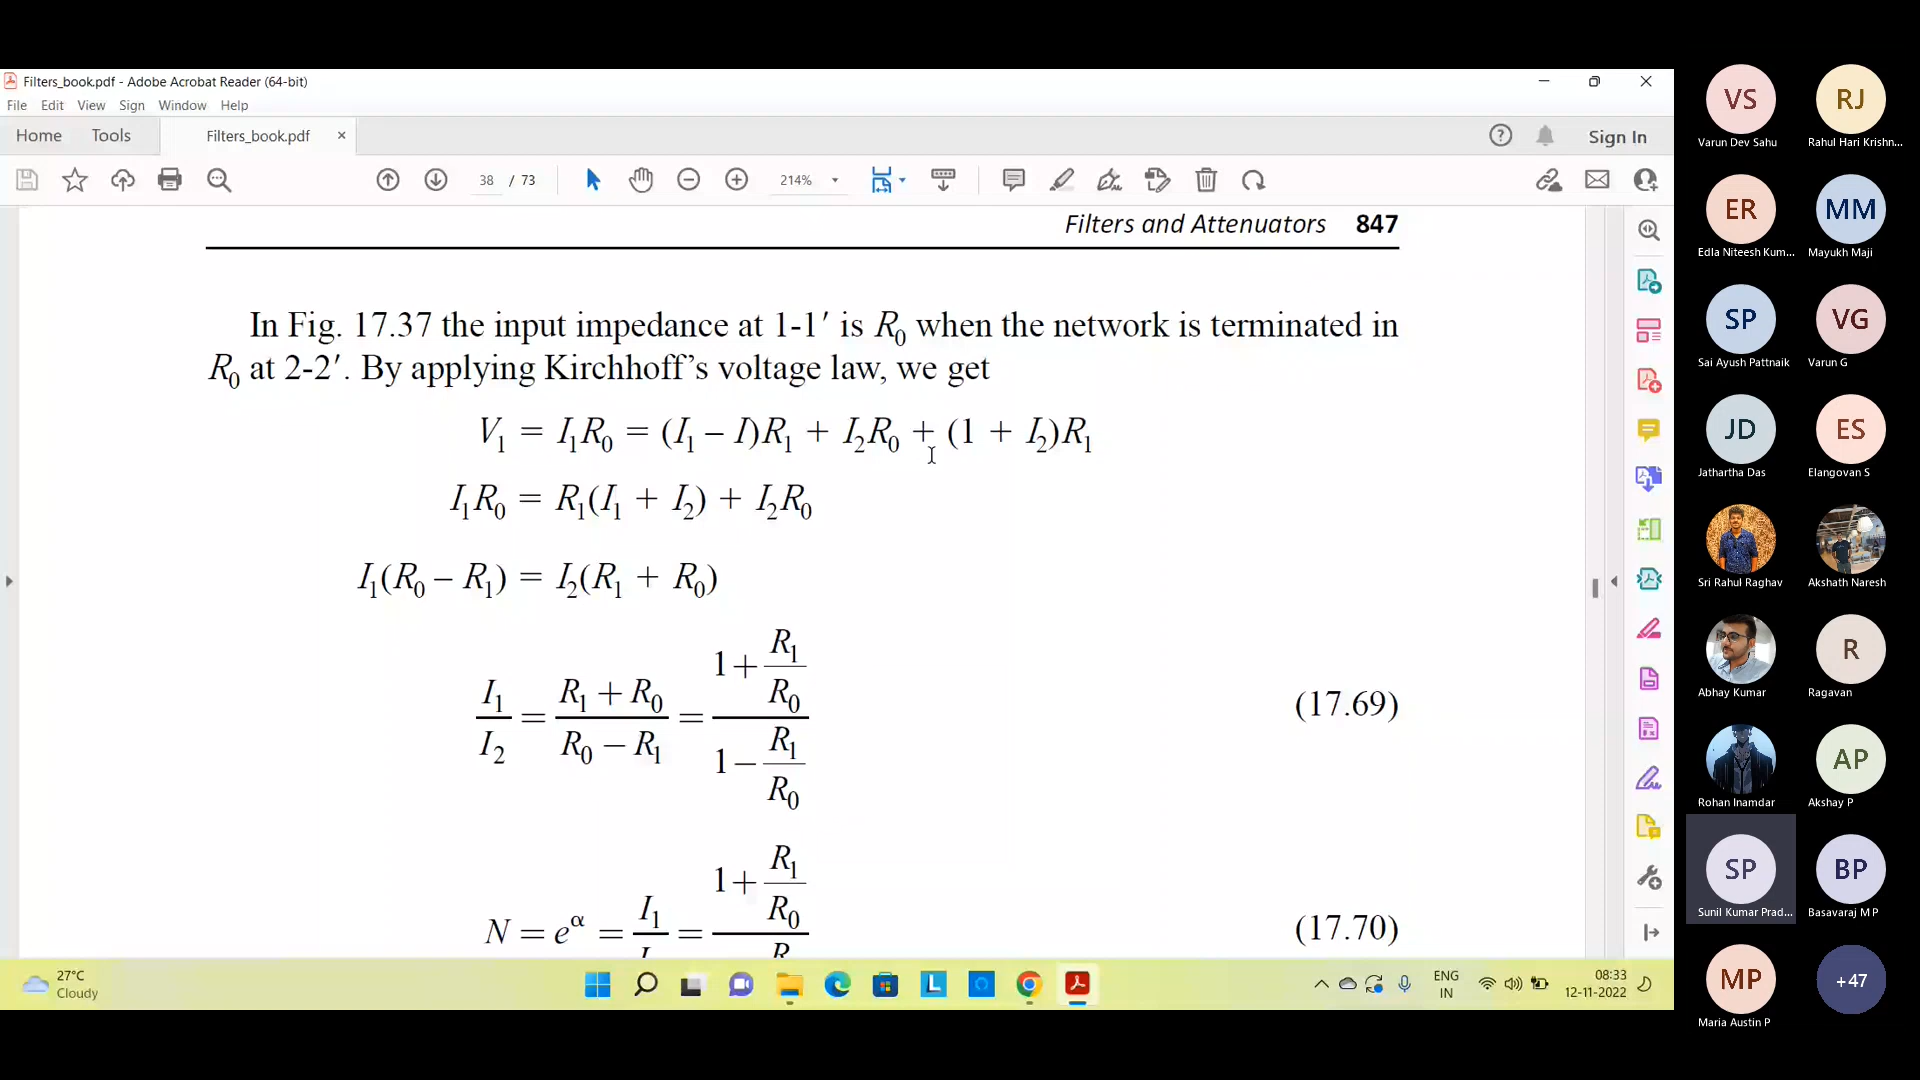 Filters_book.pdf - Adobe Acrobat Reader (64-bit)
File Edit View Sign Window Help
Home Tools Filters_book.pdf × Sign In
38 / 73 214%
Filters and Attenuators 847
In Fig. 17.37 the input impedance at 1-1′ is R₀ when the network is terminated in
R₀ at 2-2′. By applying Kirchhoff's voltage law, we get
V₁ = I₁R₀ = (I₁ – I)R₁ + I₂R₀ + (1 + I₂)R₁
I₁R₀ = R₁(I₁ + I₂) + I₂R₀
I₁(R₀ – R₁) = I₂(R₁ + R₀)
I₁/I₂ = (R₁ + R₀)/(R₀ – R₁) = (1 + R₁/R₀)/(1 – R₁/R₀) (17.69)
N = e^α = I₁/I = (1 + R₁/R₀)/R (17.70)
27°C
Cloudy
ENG
IN
08:33
12-11-2022
VS RJ
Varun Dev Sahu Rahul Hari Krishn...
ER MM
Edla Niteesh Kum... Mayukh Maji
SP VG
Sai Ayush Pattnaik Varun G
JD ES
Jathartha Das Elangovan S
Sri Rahul Raghav Akshath Naresh
R
Abhay Kumar Ragavan
AP
Rohan Inamdar Akshay P
SP BP
Sunil Kumar Prad... Basavaraj M P
MP +47
Maria Austin P